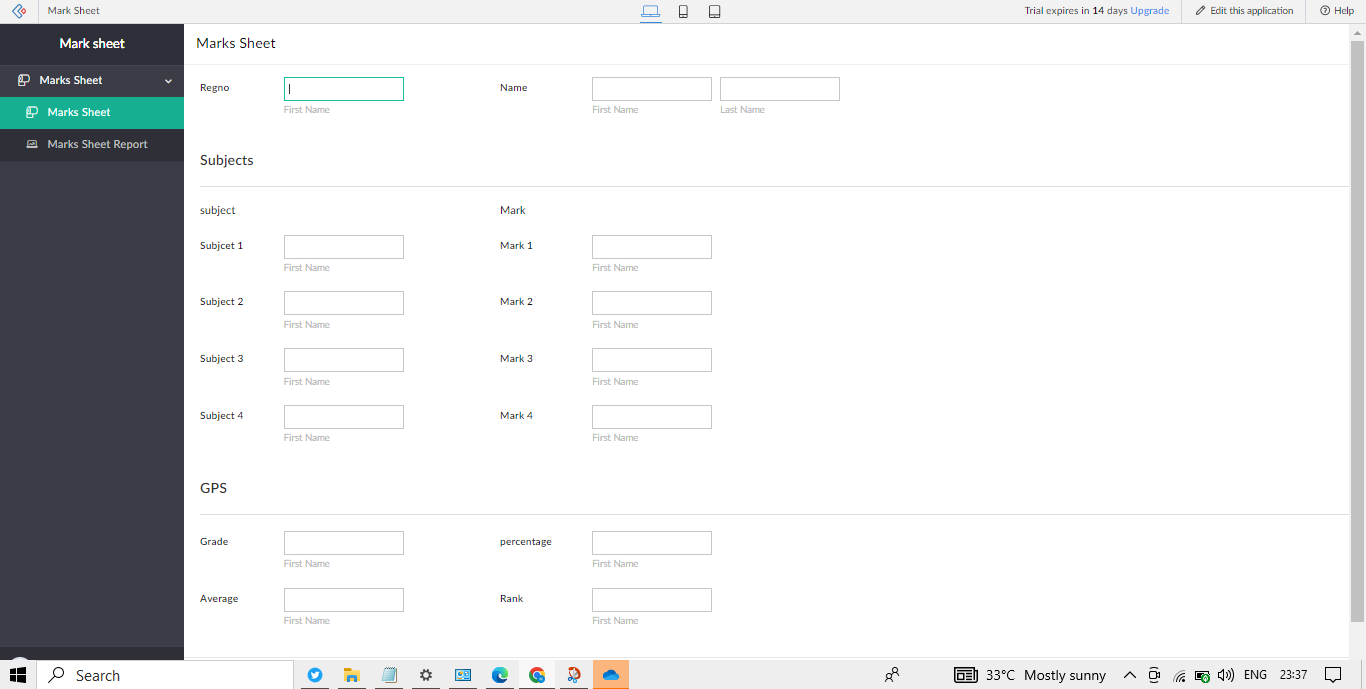 Mark Sheet
Trial expires in 14 days Upgrade
Edit this application
Help
Mark sheet
Marks Sheet
Marks Sheet
Marks Sheet Report
Marks Sheet
Regno
First Name
Name
First Name
Last Name
Subjects
subject
Mark
Subjcet 1
First Name
Mark 1
First Name
Subject 2
First Name
Mark 2
First Name
Subject 3
First Name
Mark 3
First Name
Subject 4
First Name
Mark 4
First Name
GPS
Grade
First Name
percentage
First Name
Average
First Name
Rank
First Name
Search
33°C Mostly sunny
ENG
23:37